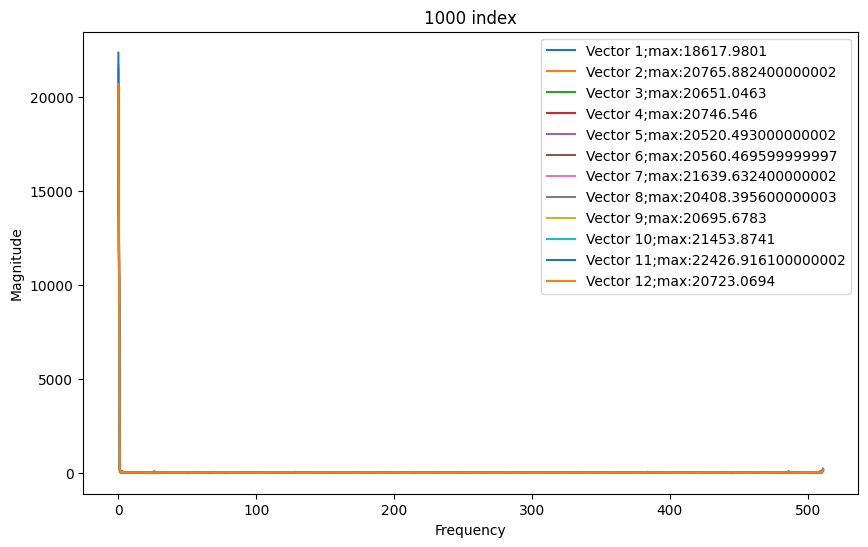 1000 index
Vector 1;max:18617.9801
Vector 2;max:20765.882400000002
Vector 3;max:20651.0463
Vector 4;max:20746.546
Vector 5;max:20520.493000000002
Vector 6;max:20560.469599999997
Vector 7;max:21639.632400000002
Vector 8;max:20408.395600000003
Vector 9;max:20695.6783
Vector 10;max:21453.8741
Vector 11;max:22426.916100000002
Vector 12;max:20723.0694
Magnitude
20000
15000
10000
5000
0
0 100 200 300 400 500
Frequency